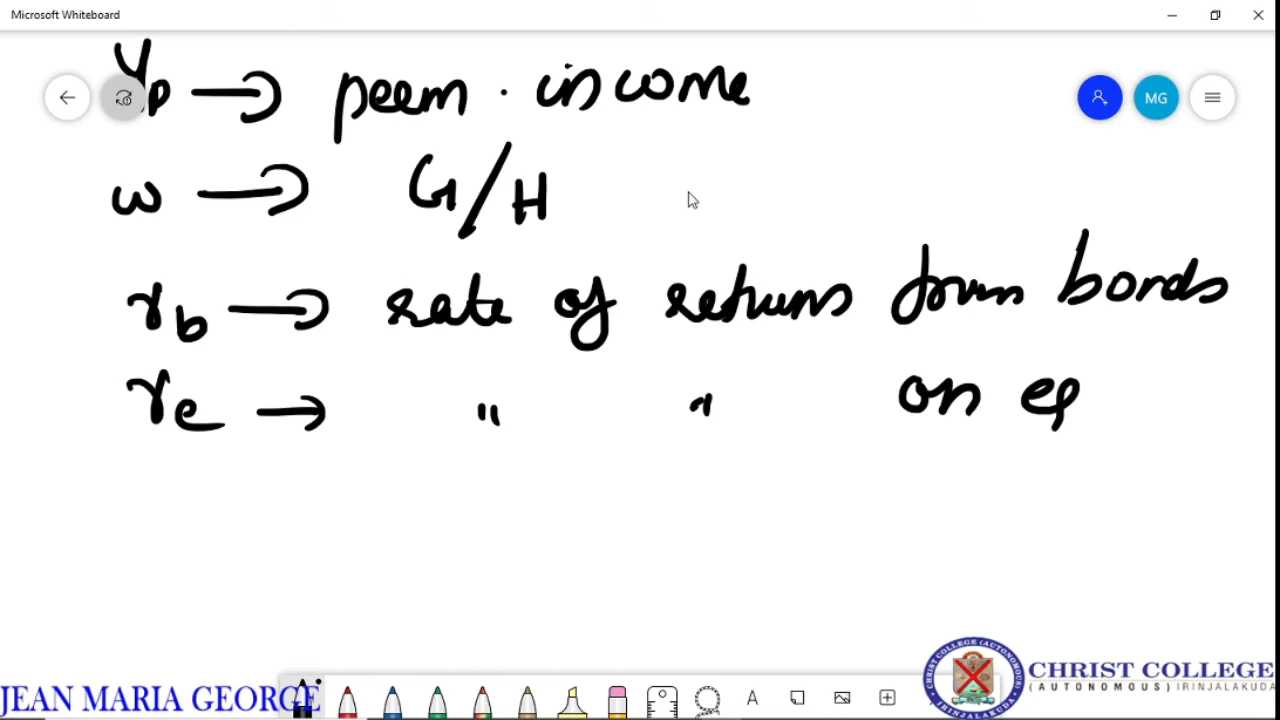 Microsoft Whiteboard
Yp → perm. income
MG
w → G/H
rb → rate of returns from bonds
re → " " on eq
A
JEAN MARIA GEORGE
CHRIST COLLEGE
(AUTONOMOUS) IRINJALAKUDA